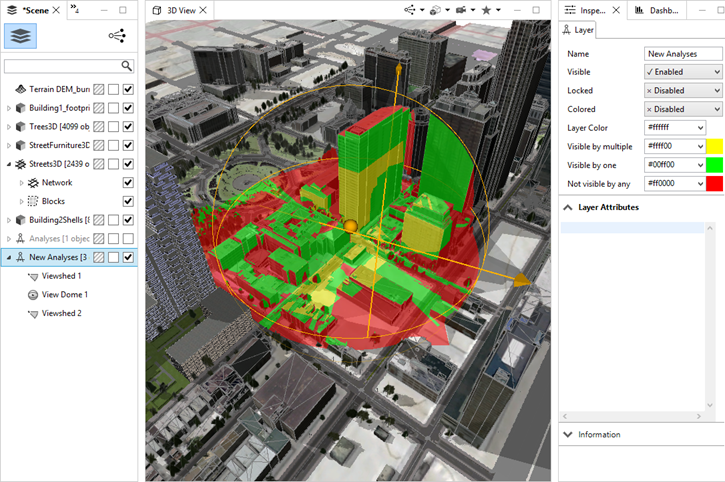 *Scene
4
Terrain DEM_bun
Building1_footpri
Trees3D [4099 ob
StreetFurniture3D
Streets3D [2439 o
Network
Blocks
Building2Shells [
Analyses [1 objec
New Analyses [3
Viewshed 1
View Dome 1
Viewshed 2
3D View
Inspe...
Dashb...
Layer
Name New Analyses
Visible ✓ Enabled
Locked × Disabled
Colored × Disabled
Layer Color #ffffff
Visible by multiple #ffff00
Visible by one #00ff00
Not visible by any #ff0000
Layer Attributes
Information